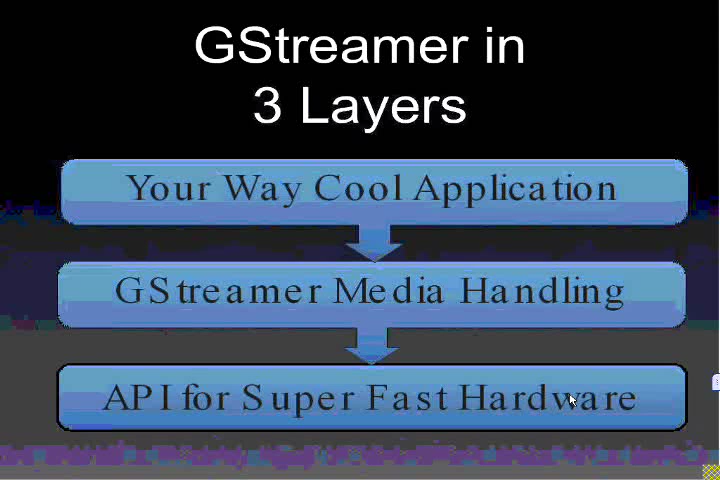 GStreamer in
3 Layers
Your Way Cool Application
GStreamer Media Handling
API for Super Fast Hardware